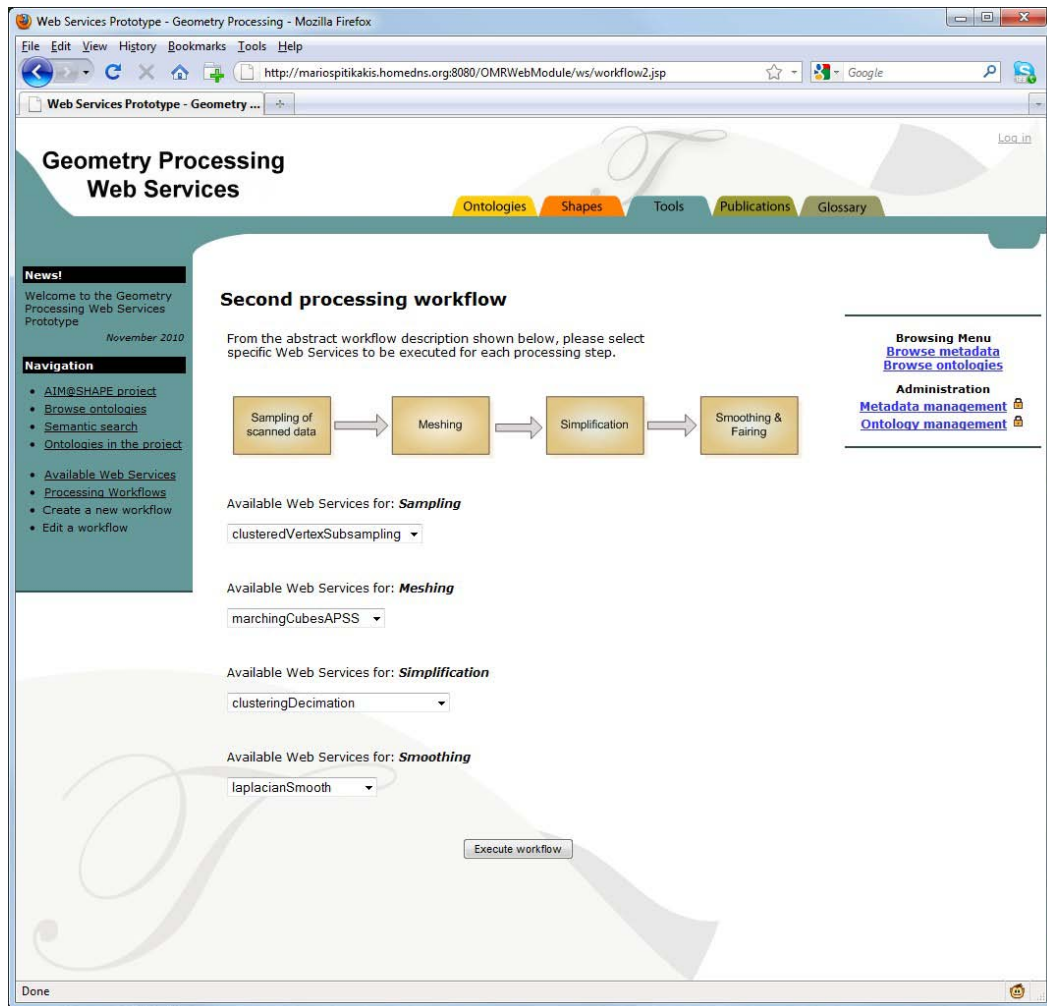 Web Services Prototype - Geometry Processing - Mozilla Firefox
File Edit View History Bookmarks Tools Help
http://mariospitikakis.homedns.org:8080/OMRWebModule/ws/workflow2.jsp
Google
Web Services Prototype - Geometry ...
Log in
Geometry Processing
Web Services
Ontologies Shapes Tools Publications Glossary
News!
Welcome to the Geometry
Processing Web Services
Prototype
November 2010
Navigation
AIM@SHAPE project
Browse ontologies
Semantic search
Ontologies in the project
Available Web Services
Processing Workflows
Create a new workflow
Edit a workflow
Second processing workflow
From the abstract workflow description shown below, please select
specific Web Services to be executed for each processing step.
Sampling of
scanned data
Meshing
Simplification
Smoothing &
Fairing
Available Web Services for: Sampling
clusteredVertexSubsampling
Available Web Services for: Meshing
marchingCubesAPSS
Available Web Services for: Simplification
clusteringDecimation
Available Web Services for: Smoothing
laplacianSmooth
Execute workflow
Browsing Menu
Browse metadata
Browse ontologies
Administration
Metadata management
Ontology management
Done